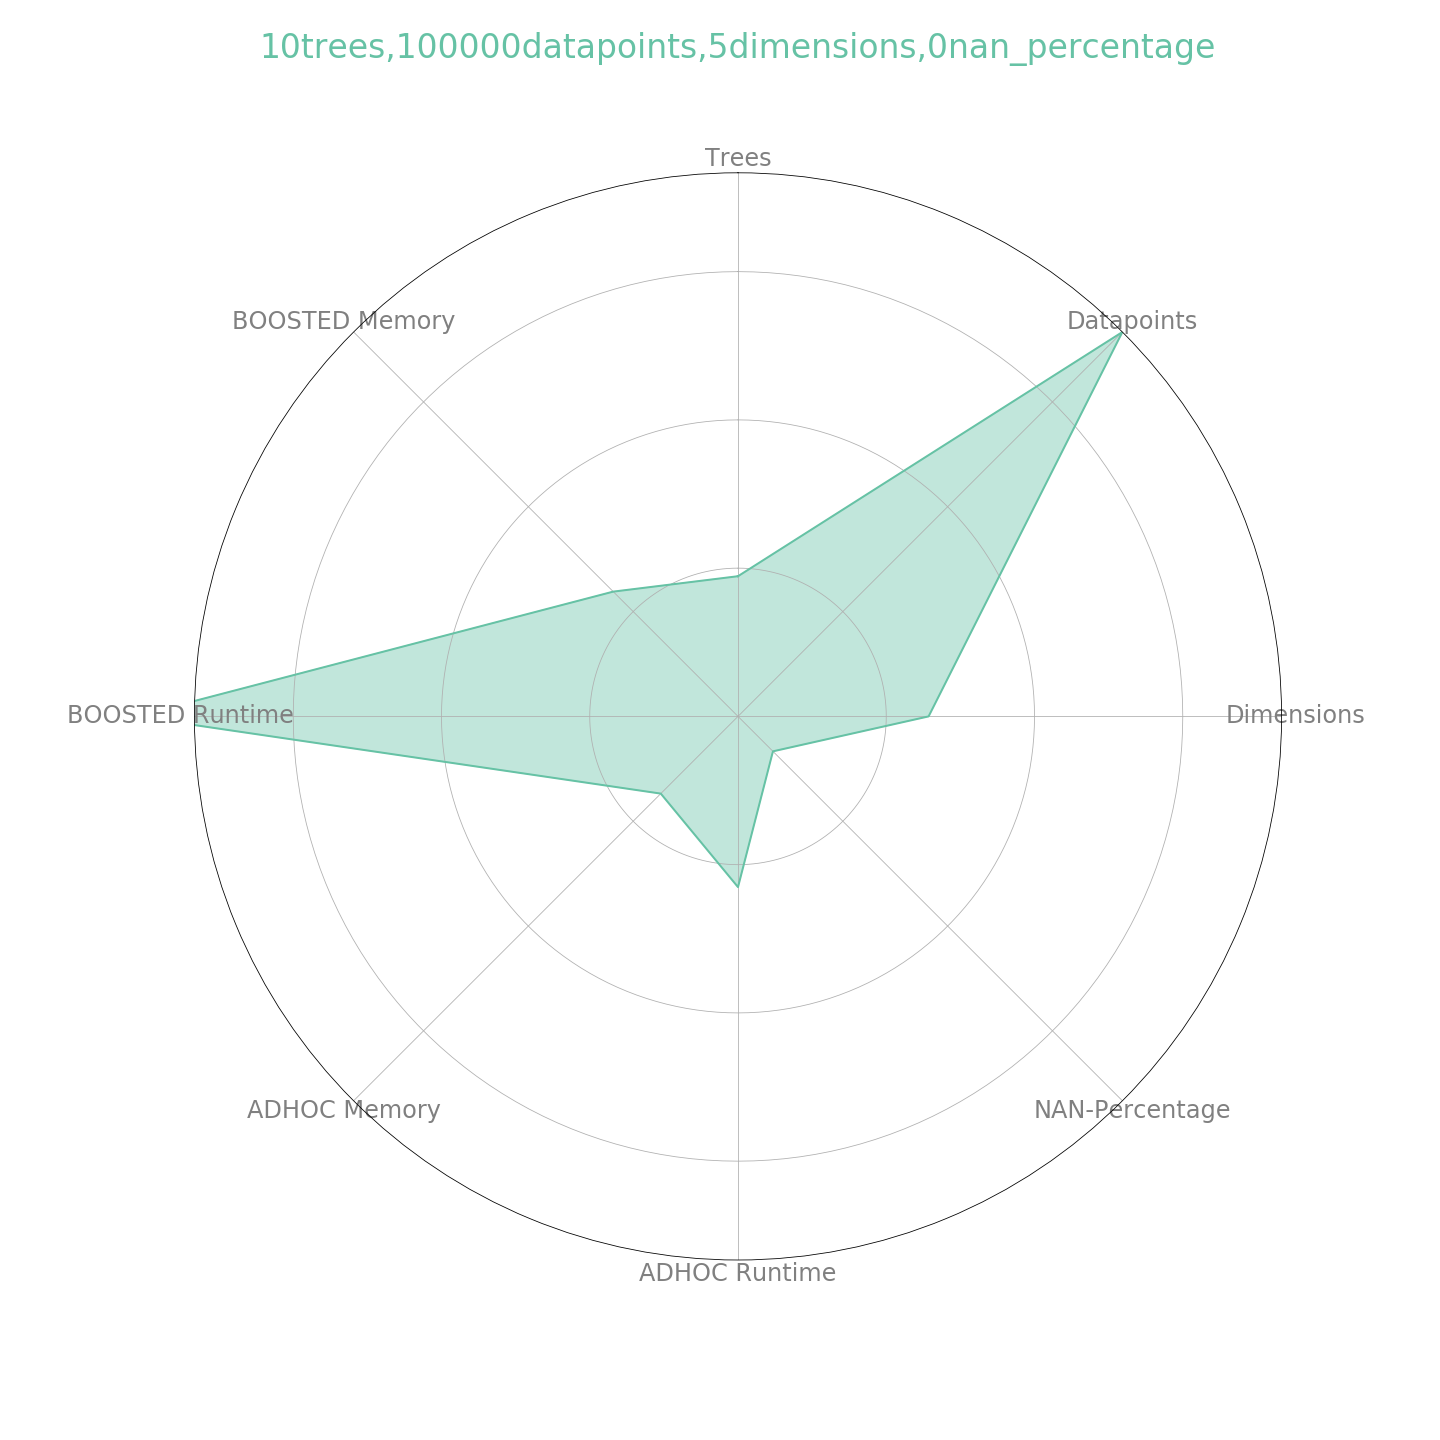 10trees,100000datapoints,5dimensions,0nan_percentage
Trees
BOOSTED Memory
Datapoints
BOOSTED Runtime
Dimensions
ADHOC Memory
NAN-Percentage
ADHOC Runtime